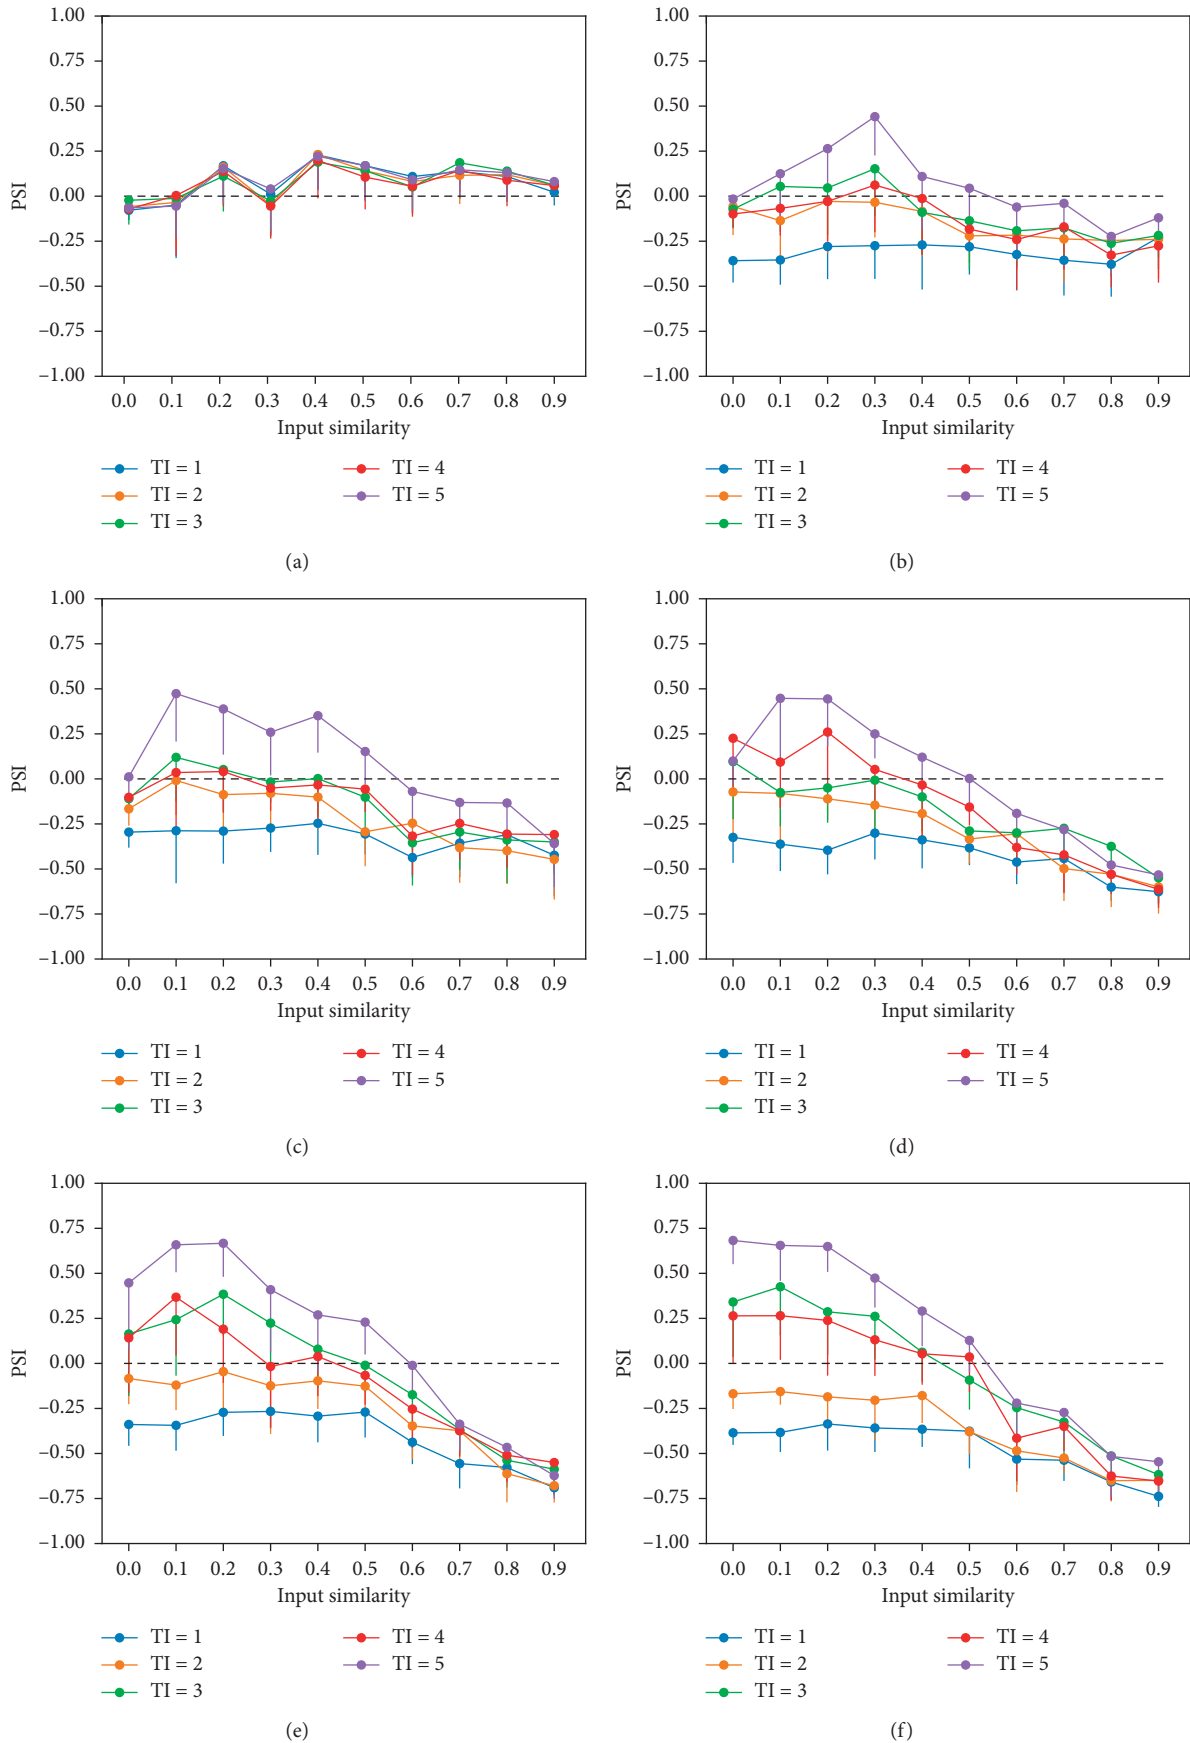 1.00
0.75
0.50
0.25
0.00
−0.25
−0.50
−0.75
−1.00
PSI
0.0 0.1 0.2 0.3 0.4 0.5 0.6 0.7 0.8 0.9
Input similarity
TI = 1
TI = 2
TI = 3
TI = 4
TI = 5
(a)
1.00
0.75
0.50
0.25
0.00
−0.25
−0.50
−0.75
−1.00
PSI
0.0 0.1 0.2 0.3 0.4 0.5 0.6 0.7 0.8 0.9
Input similarity
TI = 1
TI = 2
TI = 3
TI = 4
TI = 5
(b)
1.00
0.75
0.50
0.25
0.00
−0.25
−0.50
−0.75
−1.00
PSI
0.0 0.1 0.2 0.3 0.4 0.5 0.6 0.7 0.8 0.9
Input similarity
TI = 1
TI = 2
TI = 3
TI = 4
TI = 5
(c)
1.00
0.75
0.50
0.25
0.00
−0.25
−0.50
−0.75
−1.00
PSI
0.0 0.1 0.2 0.3 0.4 0.5 0.6 0.7 0.8 0.9
Input similarity
TI = 1
TI = 2
TI = 3
TI = 4
TI = 5
(d)
1.00
0.75
0.50
0.25
0.00
−0.25
−0.50
−0.75
−1.00
PSI
0.0 0.1 0.2 0.3 0.4 0.5 0.6 0.7 0.8 0.9
Input similarity
TI = 1
TI = 2
TI = 3
TI = 4
TI = 5
(e)
1.00
0.75
0.50
0.25
0.00
−0.25
−0.50
−0.75
−1.00
PSI
0.0 0.1 0.2 0.3 0.4 0.5 0.6 0.7 0.8 0.9
Input similarity
TI = 1
TI = 2
TI = 3
TI = 4
TI = 5
(f)